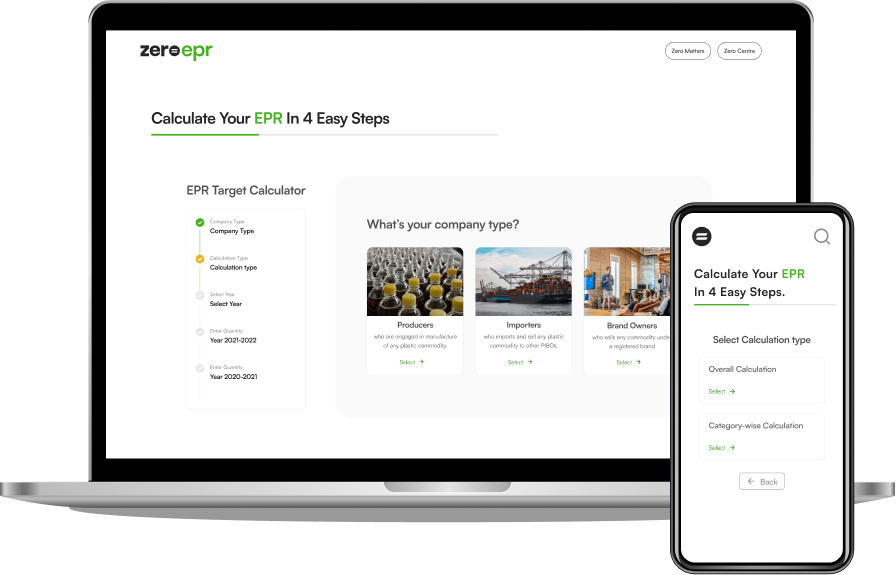 zeroepr
Zero Matters
Zero Centre
Calculate Your EPR In 4 Easy Steps
EPR Target Calculator
Company Type
Company Type
Calculation Type
Calculation type
Select Year
Select Year
Enter Quantity
Year 2021-2022
Enter Quantity
Year 2020-2021
What's your company type?
Producers
who are engaged in manufacture
of any plastic commodity.
Select
Importers
who imports and sell any plastic
commodity to other PIBOs.
Select
Brand Owners
who sells any commodity unde
a registered brand
Select
Calculate Your EPR
In 4 Easy Steps.
Select Calculation type
Overall Calculation
Select
Category-wise Calculation
Select
Back